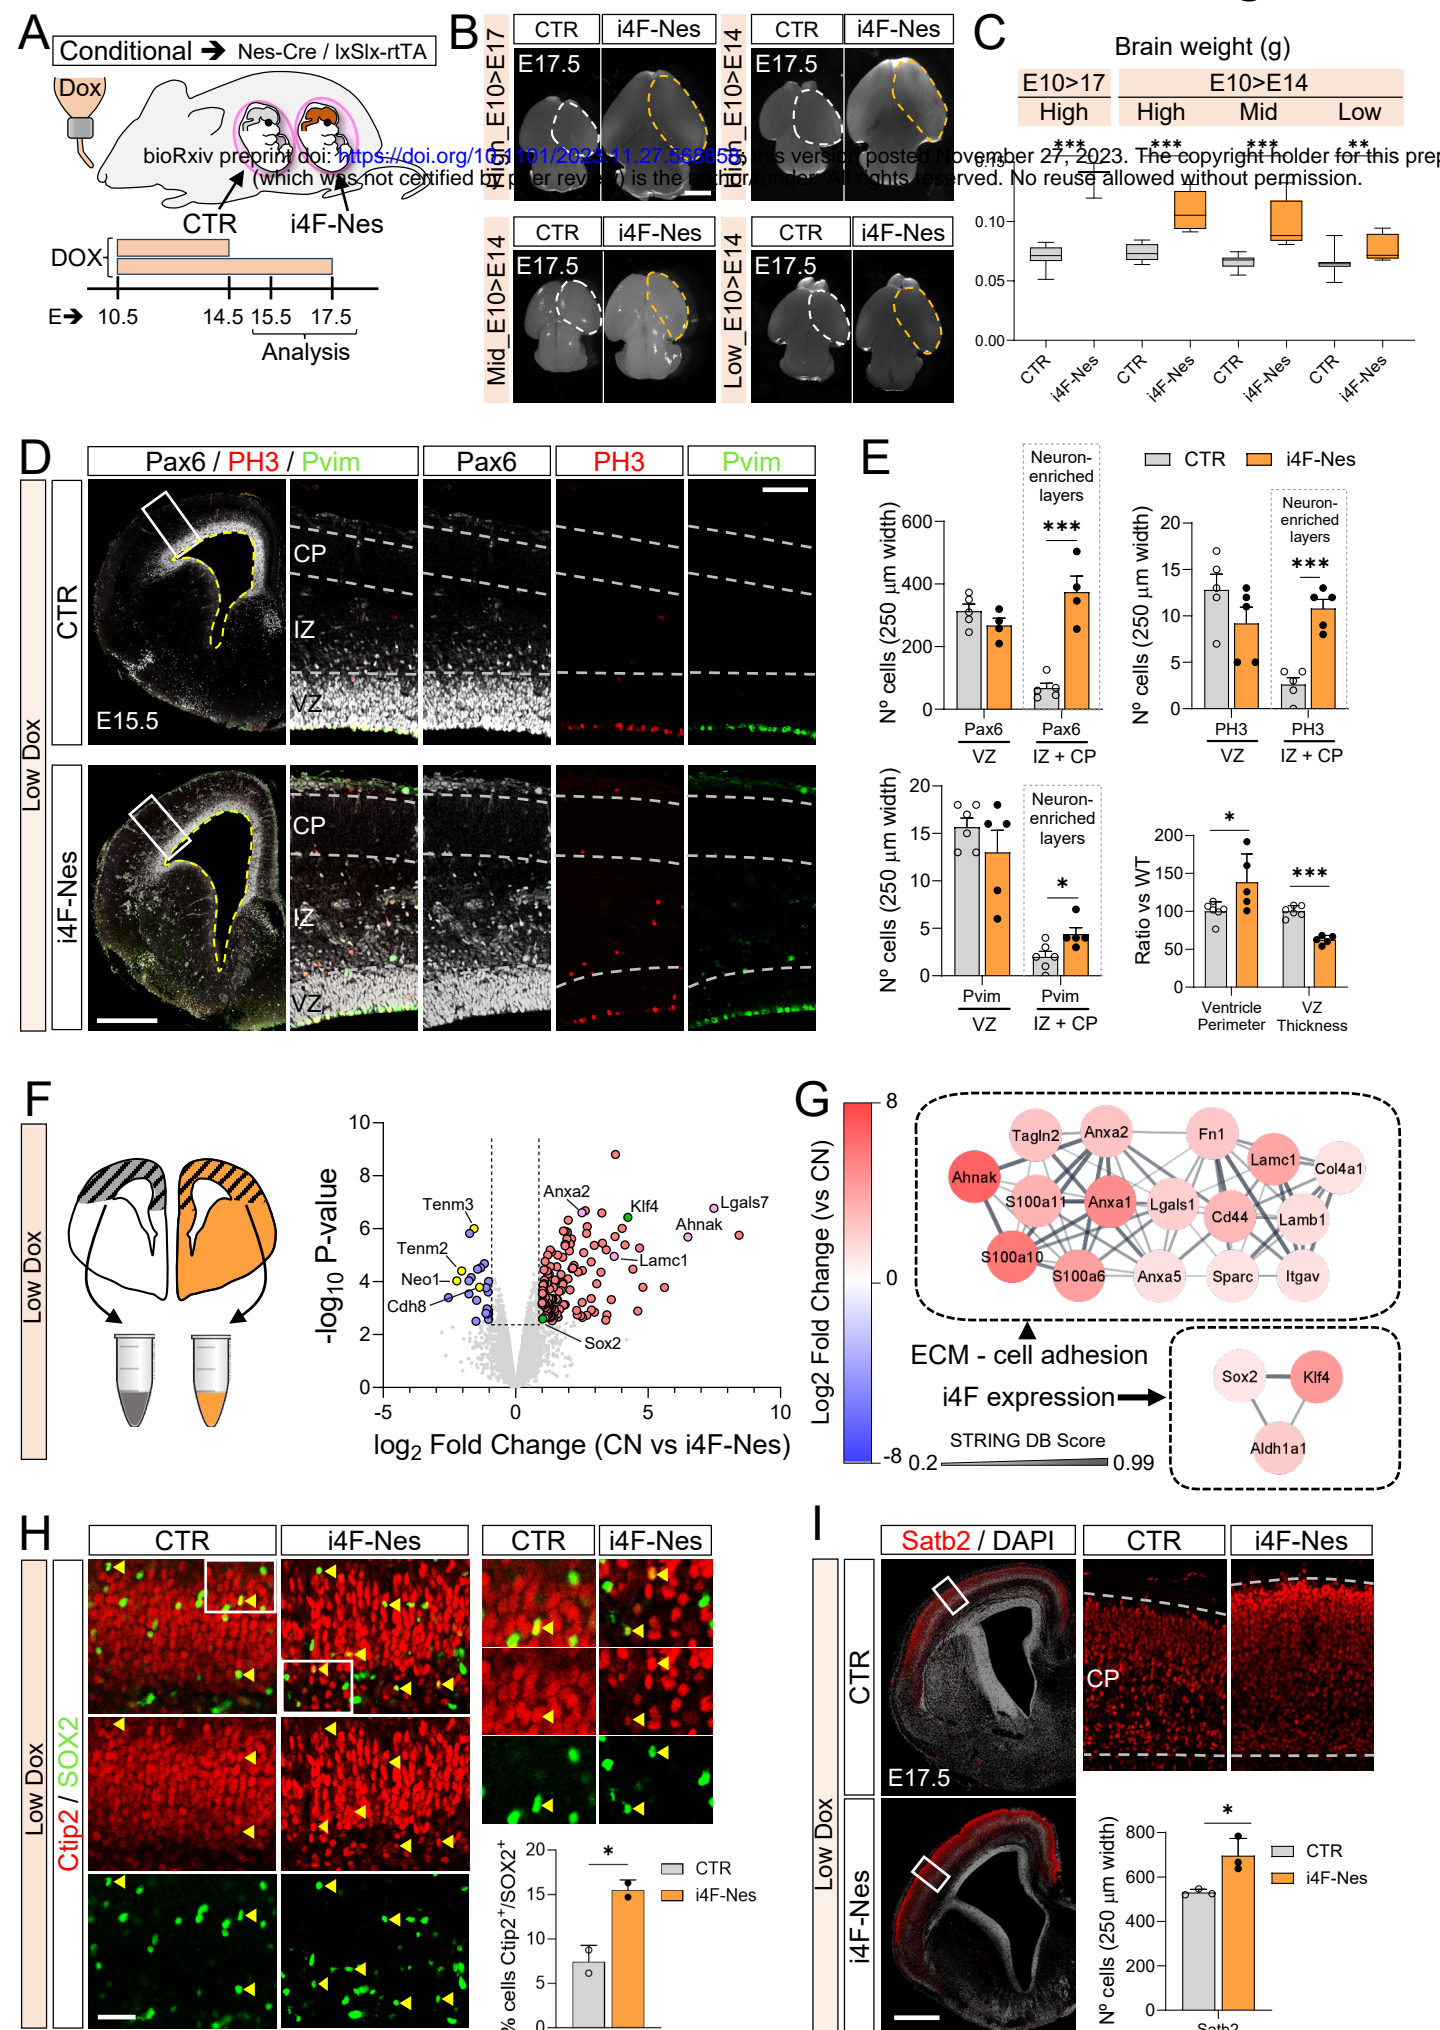 A
Conditional ➔ Nes-Cre / lxSlx-rtTA
Dox
CTR
i4F-Nes
DOX
E➔ 10.5 14.5 15.5 17.5
Analysis
B
CTR
i4F-Nes
CTR
i4F-Nes
E17.5
E17.5
High_E10>E17
High_E10>E14
bioRxiv preprint doi: https://doi.org/10.1101/2023.11.27.568858; this version posted November 27, 2023. The copyright holder for this prep
(which was not certified by peer review) is the author/funder. All rights reserved. No reuse allowed without permission.
CTR
i4F-Nes
CTR
i4F-Nes
E17.5
E17.5
Mid_E10>E14
Low_E10>E14
C
Brain weight (g)
E10>17 E10>E14
High High Mid Low
*** *** *** **
0.15
0.10
0.05
0.00
CTR i4F-Nes CTR i4F-Nes CTR i4F-Nes CTR i4F-Nes
D
Pax6 / PH3 / Pvim
Pax6
PH3
Pvim
Low Dox
CTR
CP
IZ
VZ
E15.5
i4F-Nes
CP
IZ
VZ
E
CTR i4F-Nes
Neuron-
enriched
layers
***
Nº cells (250 µm width)
600
400
200
0
Pax6 Pax6
VZ IZ + CP
Neuron-
enriched
layers
***
Nº cells (250 µm width)
20
15
10
5
0
PH3 PH3
VZ IZ + CP
Neuron-
enriched
layers
*
Nº cells (250 µm width)
20
15
10
5
0
Pvim Pvim
VZ IZ + CP
* ***
Ratio vs WT
200
150
100
50
0
Ventricle VZ
Perimeter Thickness
F
Low Dox
-log10 P-value
10
8
6
4
2
0
-5 0 5 10
log2 Fold Change (CN vs i4F-Nes)
Tenm3
Tenm2
Neo1
Cdh8
Anxa2
Klf4
Lgals7
Ahnak
Lamc1
Sox2
G
Log2 Fold Change (vs CN)
8
0
-8
Tagln2 Anxa2 Fn1
Ahnak Lamc1 Col4a1
S100a11 Anxa1 Lgals1 Cd44 Lamb1
S100a10 S100a6 Anxa5 Sparc Itgav
ECM - cell adhesion
i4F expression
Sox2 Klf4
Aldh1a1
STRING DB Score
0.2 0.99
H
CTR
i4F-Nes
CTR
i4F-Nes
Low Dox
Ctip2 / SOX2
% cells Ctip2+/SOX2+
*
20
15
10
5
0
CTR
i4F-Nes
I
Satb2 / DAPI
CTR
i4F-Nes
Low Dox
CTR
E17.5
CP
i4F-Nes
*
Nº cells (250 µm width)
800
600
400
200
0
Satb2
CTR
i4F-Nes